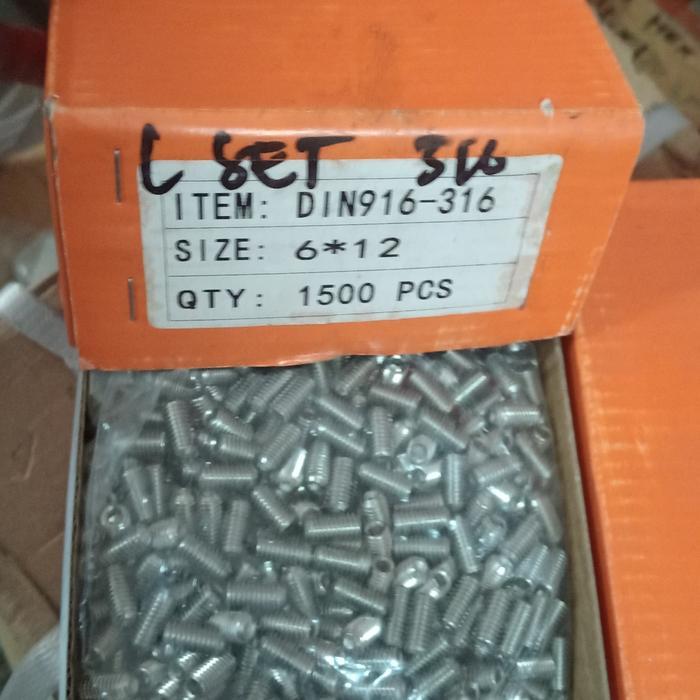 L SET 316
ITEM: DIN916-316
SIZE: 6*12
QTY: 1500 PCS